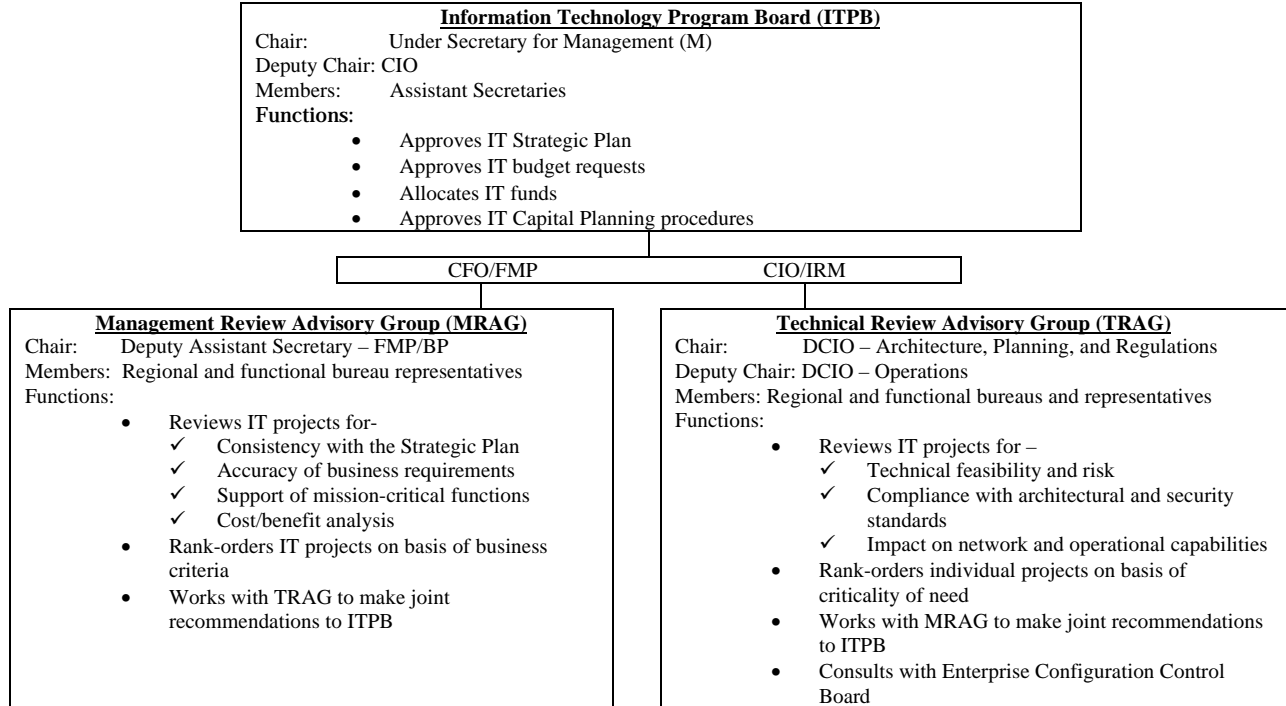 Information Technology Program Board (ITPB)
Chair: Under Secretary for Management (M)
Deputy Chair: CIO
Members: Assistant Secretaries
Functions:
• Approves IT Strategic Plan
• Approves IT budget requests
• Allocates IT funds
• Approves IT Capital Planning procedures
CFO/FMP CIO/IRM
Management Review Advisory Group (MRAG)
Chair: Deputy Assistant Secretary – FMP/BP
Members: Regional and functional bureau representatives
Functions:
• Reviews IT projects for-
✓ Consistency with the Strategic Plan
✓ Accuracy of business requirements
✓ Support of mission-critical functions
✓ Cost/benefit analysis
• Rank-orders IT projects on basis of business
criteria
• Works with TRAG to make joint
recommendations to ITPB
Technical Review Advisory Group (TRAG)
Chair: DCIO – Architecture, Planning, and Regulations
Deputy Chair: DCIO – Operations
Members: Regional and functional bureaus and representatives
Functions:
• Reviews IT projects for –
✓ Technical feasibility and risk
✓ Compliance with architectural and security
standards
✓ Impact on network and operational capabilities
• Rank-orders individual projects on basis of
criticality of need
• Works with MRAG to make joint recommendations
to ITPB
• Consults with Enterprise Configuration Control
Board